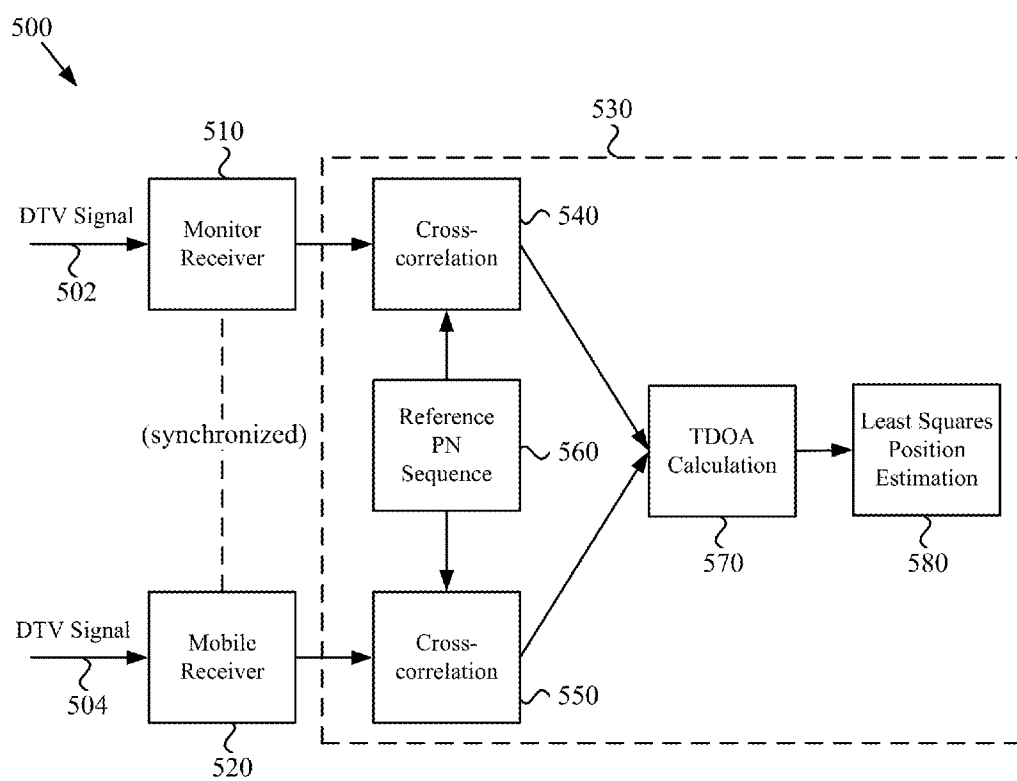 500
510
530
DTV Signal
502
Monitor
Receiver
Cross-
correlation
540
(synchronized)
Reference
PN
Sequence
560
TDOA
Calculation
570
Least Squares
Position
Estimation
580
DTV Signal
504
Mobile
Receiver
520
Cross-
correlation
550